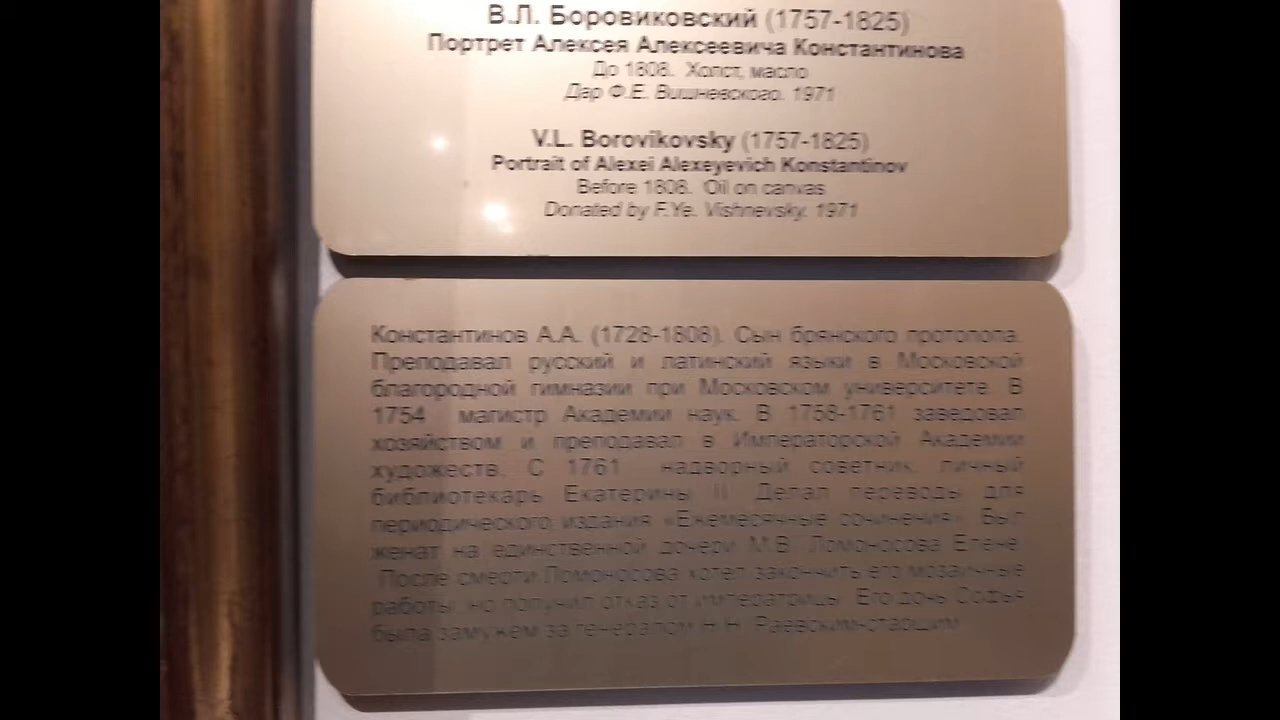 В.Л. Боровиковский (1757-1825)
Портрет Алексея Алексеевича Константинова
До 1808. Холст, масло
Дар Ф.Е. Вишневского. 1971
V.L. Borovikovsky (1757-1825)
Portrait of Alexei Alexeyevich Konstantinov
Before 1808. Oil on canvas
Donated by F.Ye. Vishnevsky. 1971
Константинов А.А. (1728-1808). Сын брянского протопопа.
Преподавал русский и латинский языки в Московской
благородной гимназии при Московском университете. В
1754 магистр Академии наук. В 1758-1761 заведовал
хозяйством и преподавал в Императорской Академии
художеств. С 1761 надворный советник, личный
библиотекарь Екатерины II. Делал переводы для
периодического издания «Ежемесячные сочинения». Был
женат на единственной дочери М.В. Ломоносова Елене.
После смерти Ломоносова хотел закончить его мозаичные
работы, но получил отказ от императрицы. Его дочь Софья
была замужем за генералом Н.Н. Раевским-старшим.